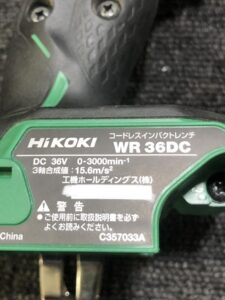 HiKOKI
コードレスインパクトレンチ
WR 36DC
DC 36V 0-3000min⁻¹
3軸合成値：15.6m/s²
工機ホールディングス(株)
⚠ 警告
●ご使用前に取扱説明書を必ず
よくお読みください。
China
C357033A